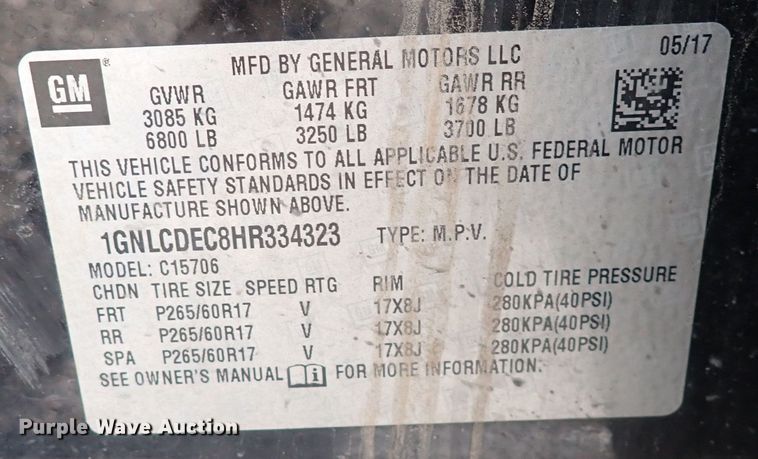 GM
®
MFD BY GENERAL MOTORS LLC
05/17
GVWR GAWR FRT GAWR RR
3085 KG 1474 KG 1678 KG
6800 LB 3250 LB 3700 LB
THIS VEHICLE CONFORMS TO ALL APPLICABLE U.S. FEDERAL MOTOR
VEHICLE SAFETY STANDARDS IN EFFECT ON THE DATE OF
MANUFACTURE SHOWN ABOVE.
1GNLCDEC8HR334323 TYPE: M.P.V.
MODEL: C15706
CHDN TIRE SIZE SPEED RTG RIM COLD TIRE PRESSURE
FRT P265/60R17 V 17X8J 280KPA(40PSI)
RR P265/60R17 V 17X8J 280KPA(40PSI)
SPA P265/60R17 V 17X8J 280KPA(40PSI)
SEE OWNER'S MANUAL i FOR MORE INFORMATION.
Purple Wave Auction